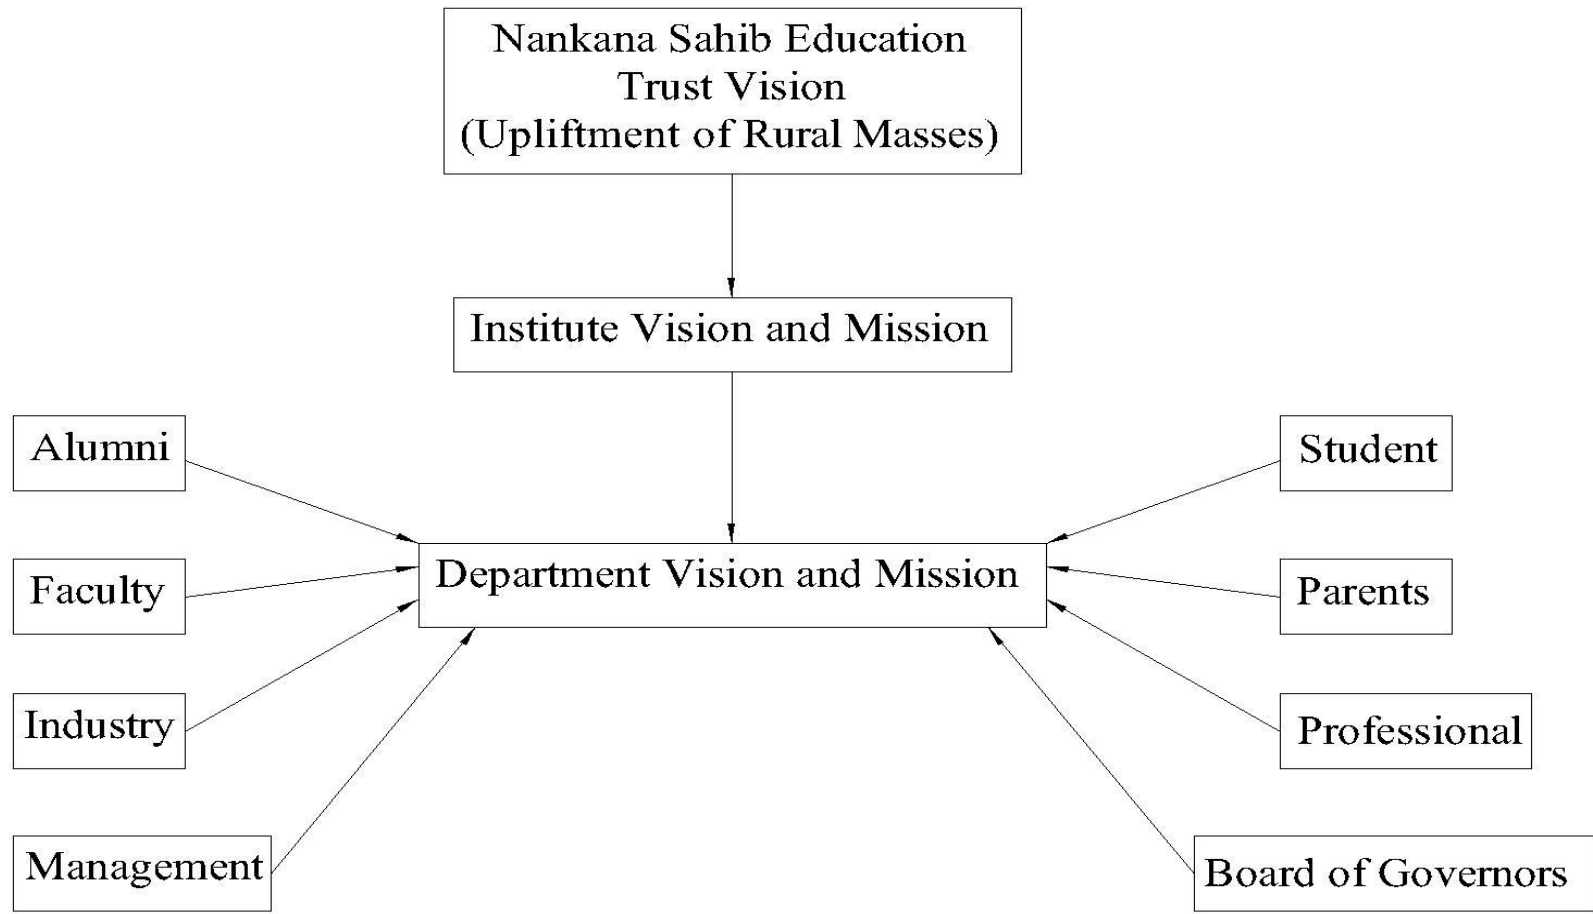 Nankana Sahib Education
Trust Vision
(Upliftment of Rural Masses)
Institute Vision and Mission
Alumni
Student
Department Vision and Mission
Faculty
Parents
Industry
Professional
Management
Board of Governors